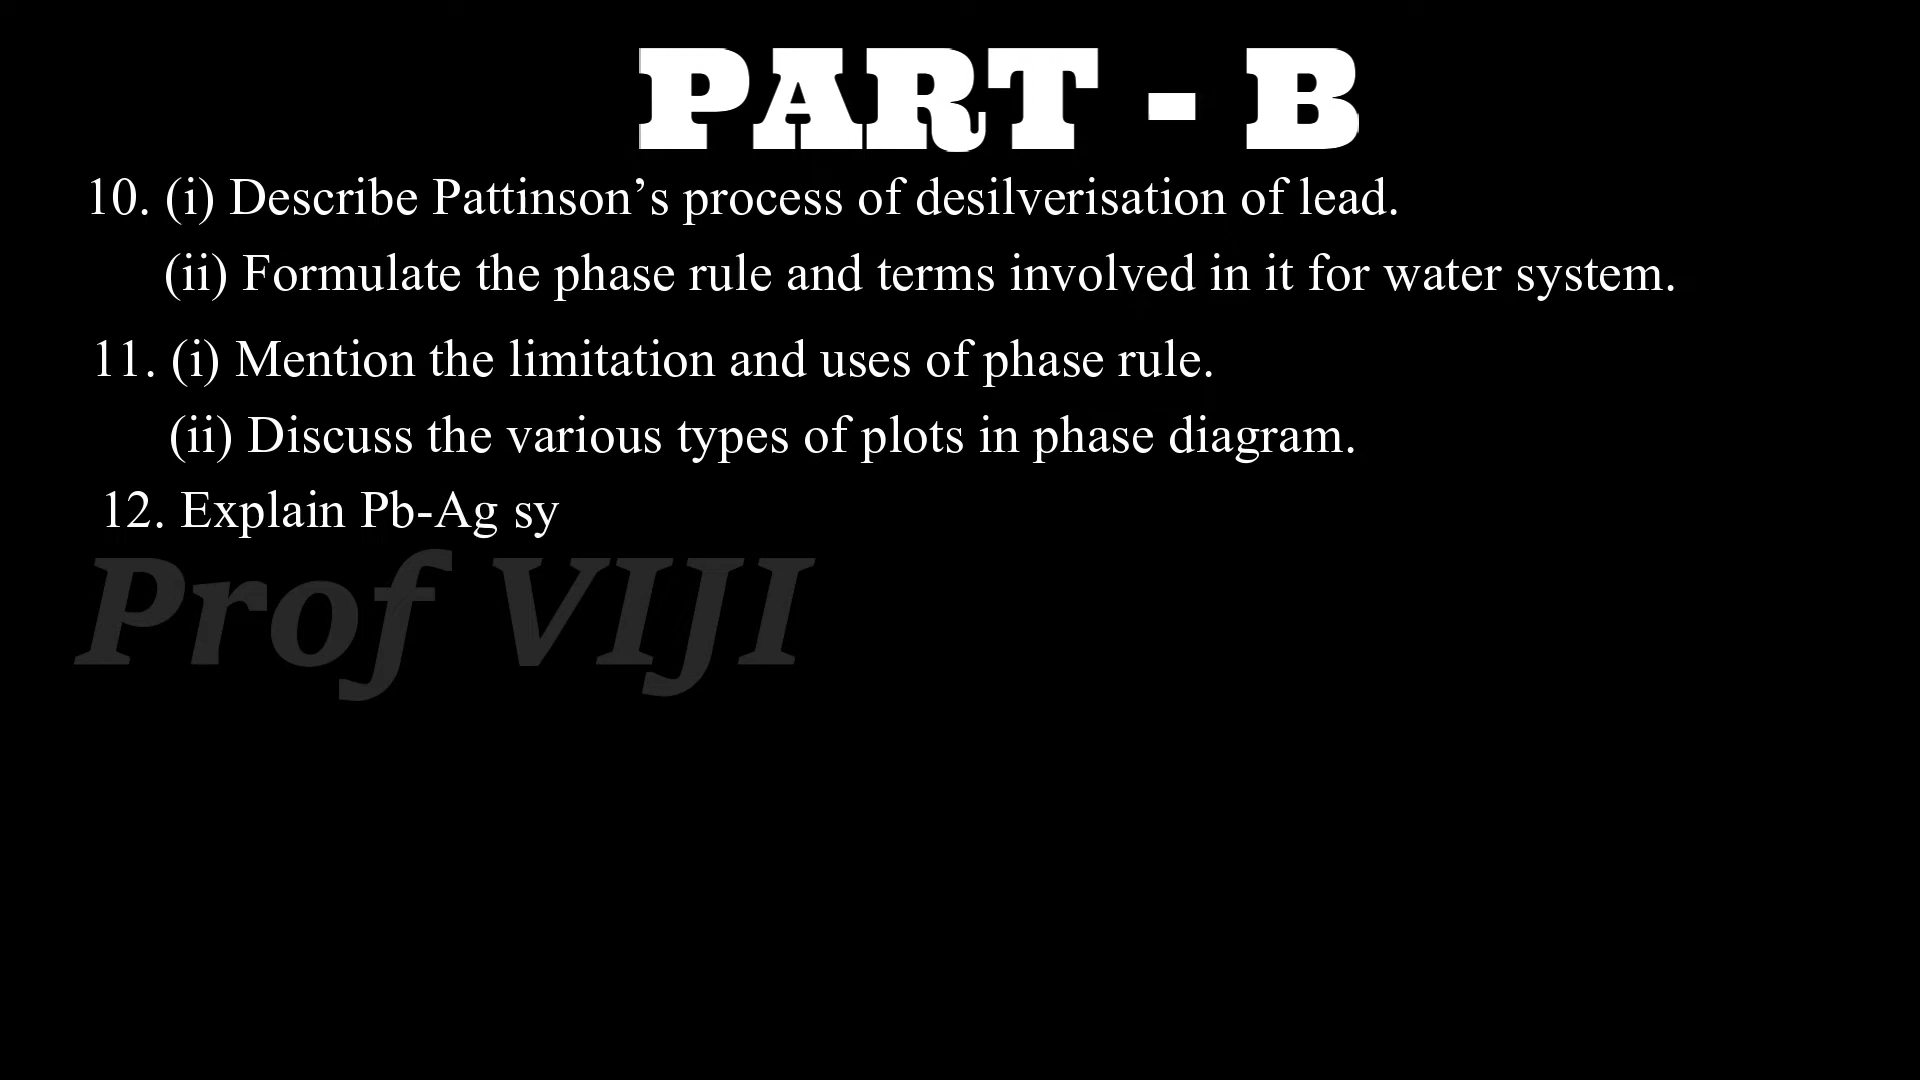 PART - B
10. (i) Describe Pattinson’s process of desilverisation of lead.
(ii) Formulate the phase rule and terms involved in it for water system.
11. (i) Mention the limitation and uses of phase rule.
(ii) Discuss the various types of plots in phase diagram.
12. Explain Pb-Ag sy
Prof VIJI